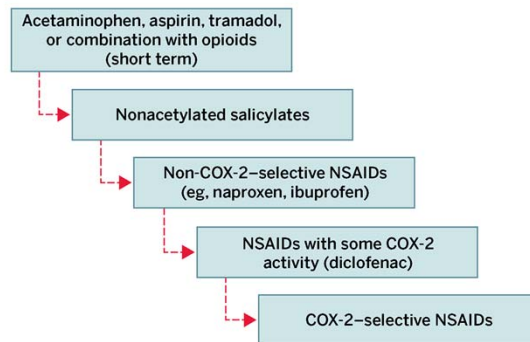 Acetaminophen, aspirin, tramadol,
or combination with opioids
(short term)
Nonacetylated salicylates
Non-COX-2–selective NSAIDs
(eg, naproxen, ibuprofen)
NSAIDs with some COX-2
activity (diclofenac)
COX-2–selective NSAIDs